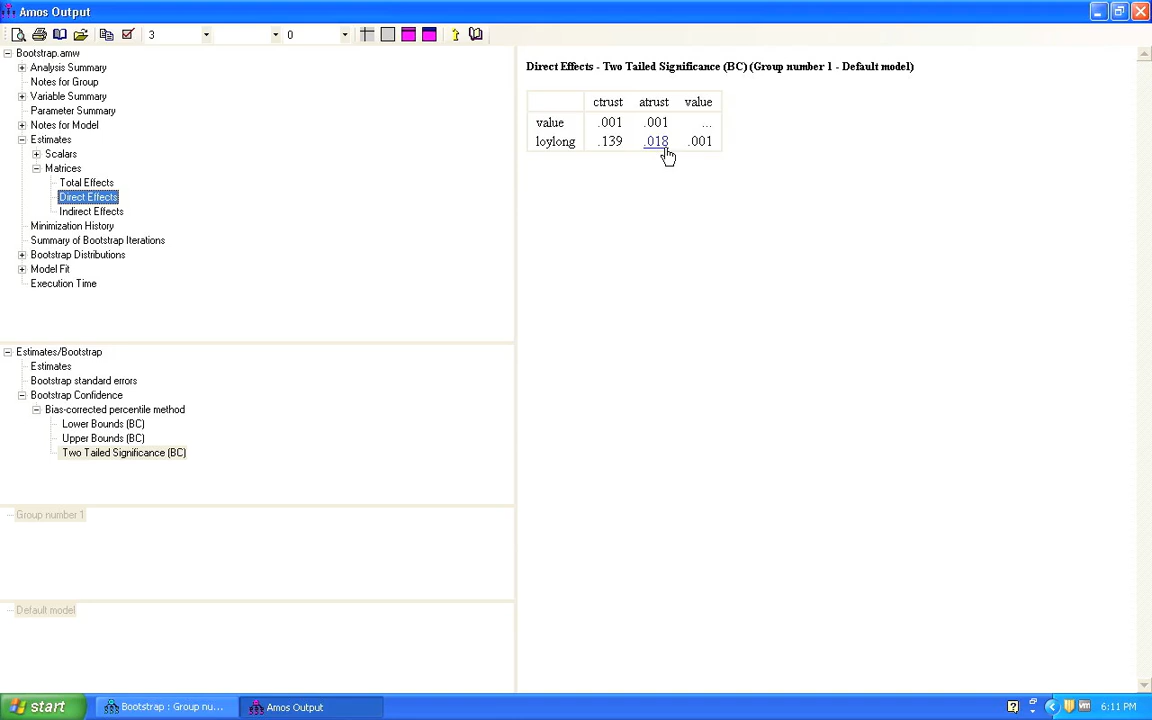 Amos Output
3
0
Bootstrap.amw
Analysis Summary
Notes for Group
Variable Summary
Parameter Summary
Notes for Model
Estimates
Scalars
Matrices
Total Effects
Direct Effects
Indirect Effects
Minimization History
Summary of Bootstrap Iterations
Bootstrap Distributions
Model Fit
Execution Time
Estimates/Bootstrap
Estimates
Bootstrap standard errors
Bootstrap Confidence
Bias-corrected percentile method
Lower Bounds (BC)
Upper Bounds (BC)
Two Tailed Significance (BC)
Group number 1
Default model
Direct Effects - Two Tailed Significance (BC) (Group number 1 - Default model)
ctrust atrust value
value .001 .001 ...
loylong .139 .018 .001
start
Bootstrap : Group nu...
Amos Output
6:11 PM